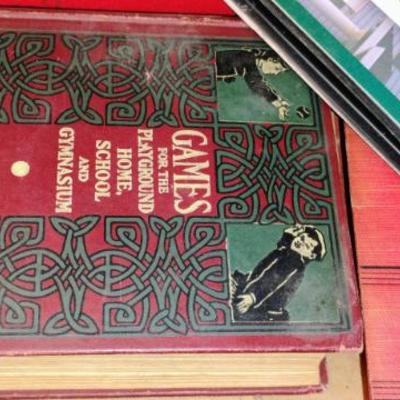 GAMES
FOR THE
PLAYGROUND
HOME,
SCHOOL
AND
GYMNASIUM